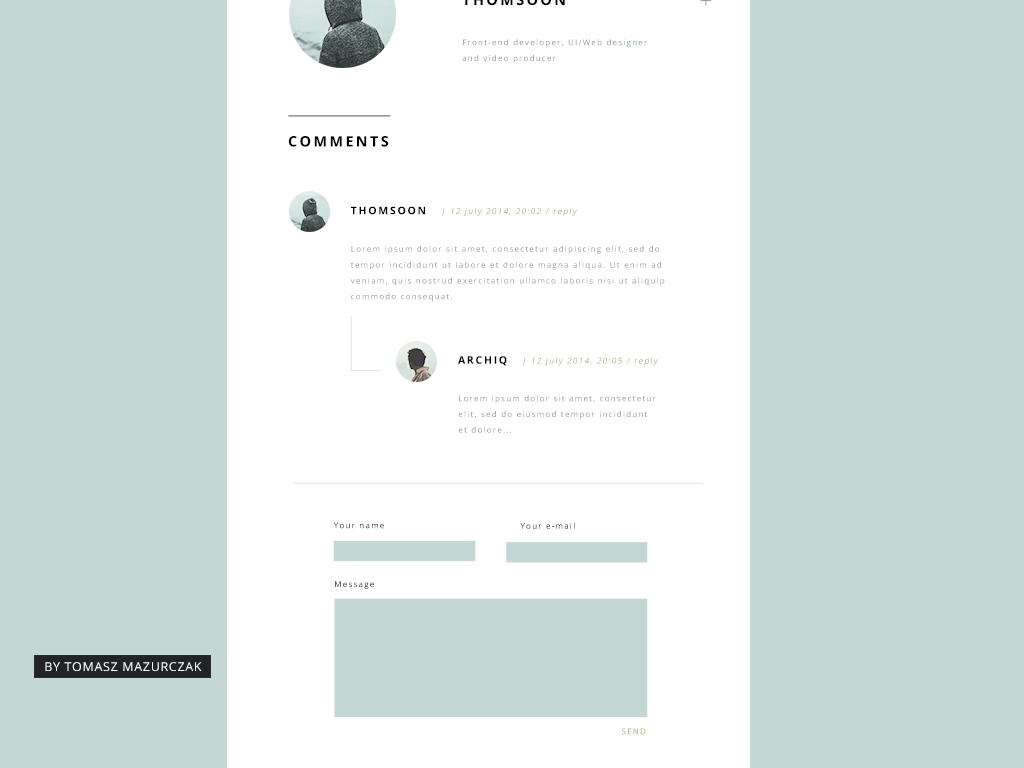 THOMSOON
Front-end developer, UI/Web designer
and video producer
COMMENTS
THOMSOON | 12 july 2014, 20:02 / reply
Lorem ipsum dolor sit amet, consectetur adipiscing elit, sed do
tempor incididunt ut labore et dolore magna aliqua. Ut enim ad
veniam, quis nostrud exercitation ullamco laboris nisi ut aliquip
commodo consequat.
ARCHIQ | 12 july 2014, 20:05 / reply
Lorem ipsum dolor sit amet, consectetur
elit, sed do eiusmod tempor incididunt
et dolore...
Your name Your e-mail
Message
BY TOMASZ MAZURCZAK
SEND